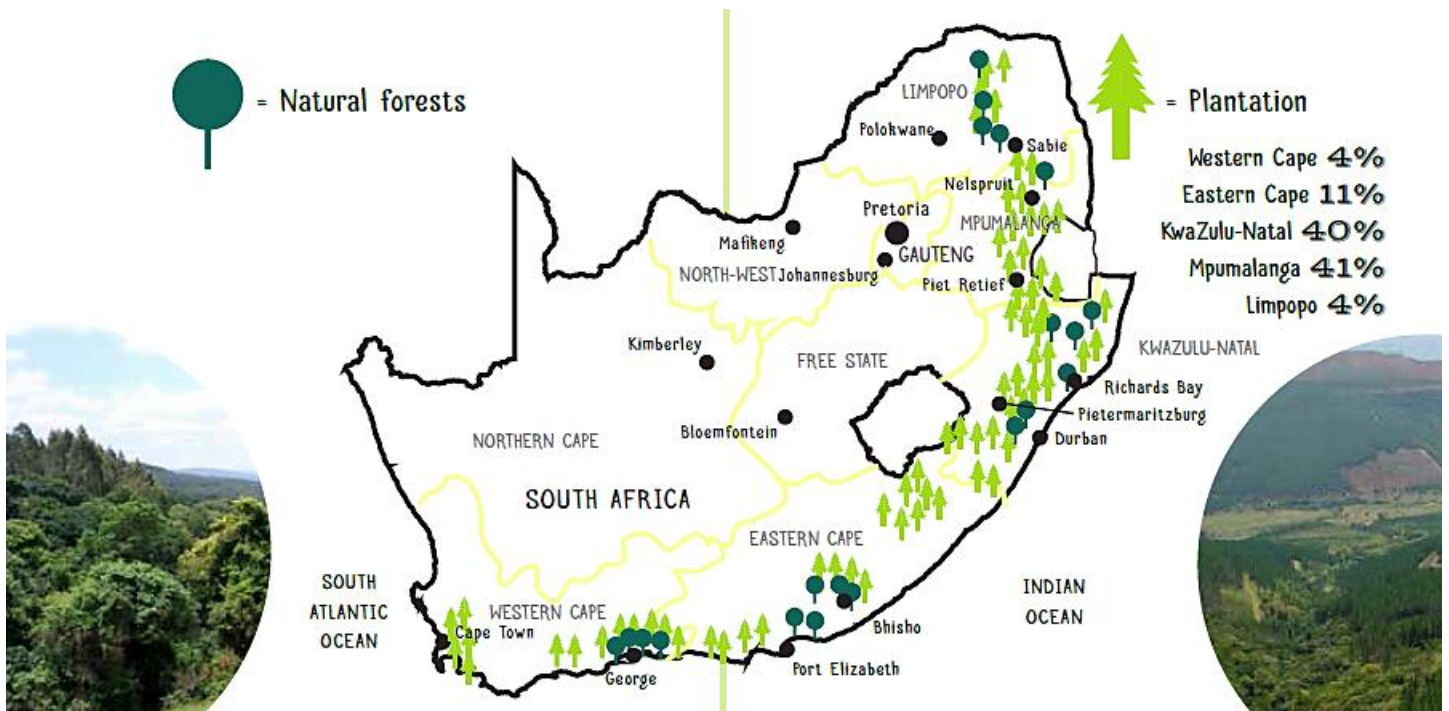 = Natural forests
= Plantation
Western Cape 4%
Eastern Cape 11%
KwaZulu-Natal 40%
Mpumalanga 41%
Limpopo 4%
LIMPOPO
Polokwane
Sabie
Nelspruit
Pretoria
MPUMALANGA
Mafikeng
GAUTENG
NORTH-WEST
Johannesburg
Piet Retief
Kimberley
FREE STATE
KWAZULU-NATAL
Richards Bay
Pietermaritzburg
Bloemfontein
Durban
NORTHERN CAPE
SOUTH AFRICA
EASTERN CAPE
SOUTH
ATLANTIC
OCEAN
INDIAN
OCEAN
WESTERN CAPE
Cape Town
Bhisho
Port Elizabeth
George